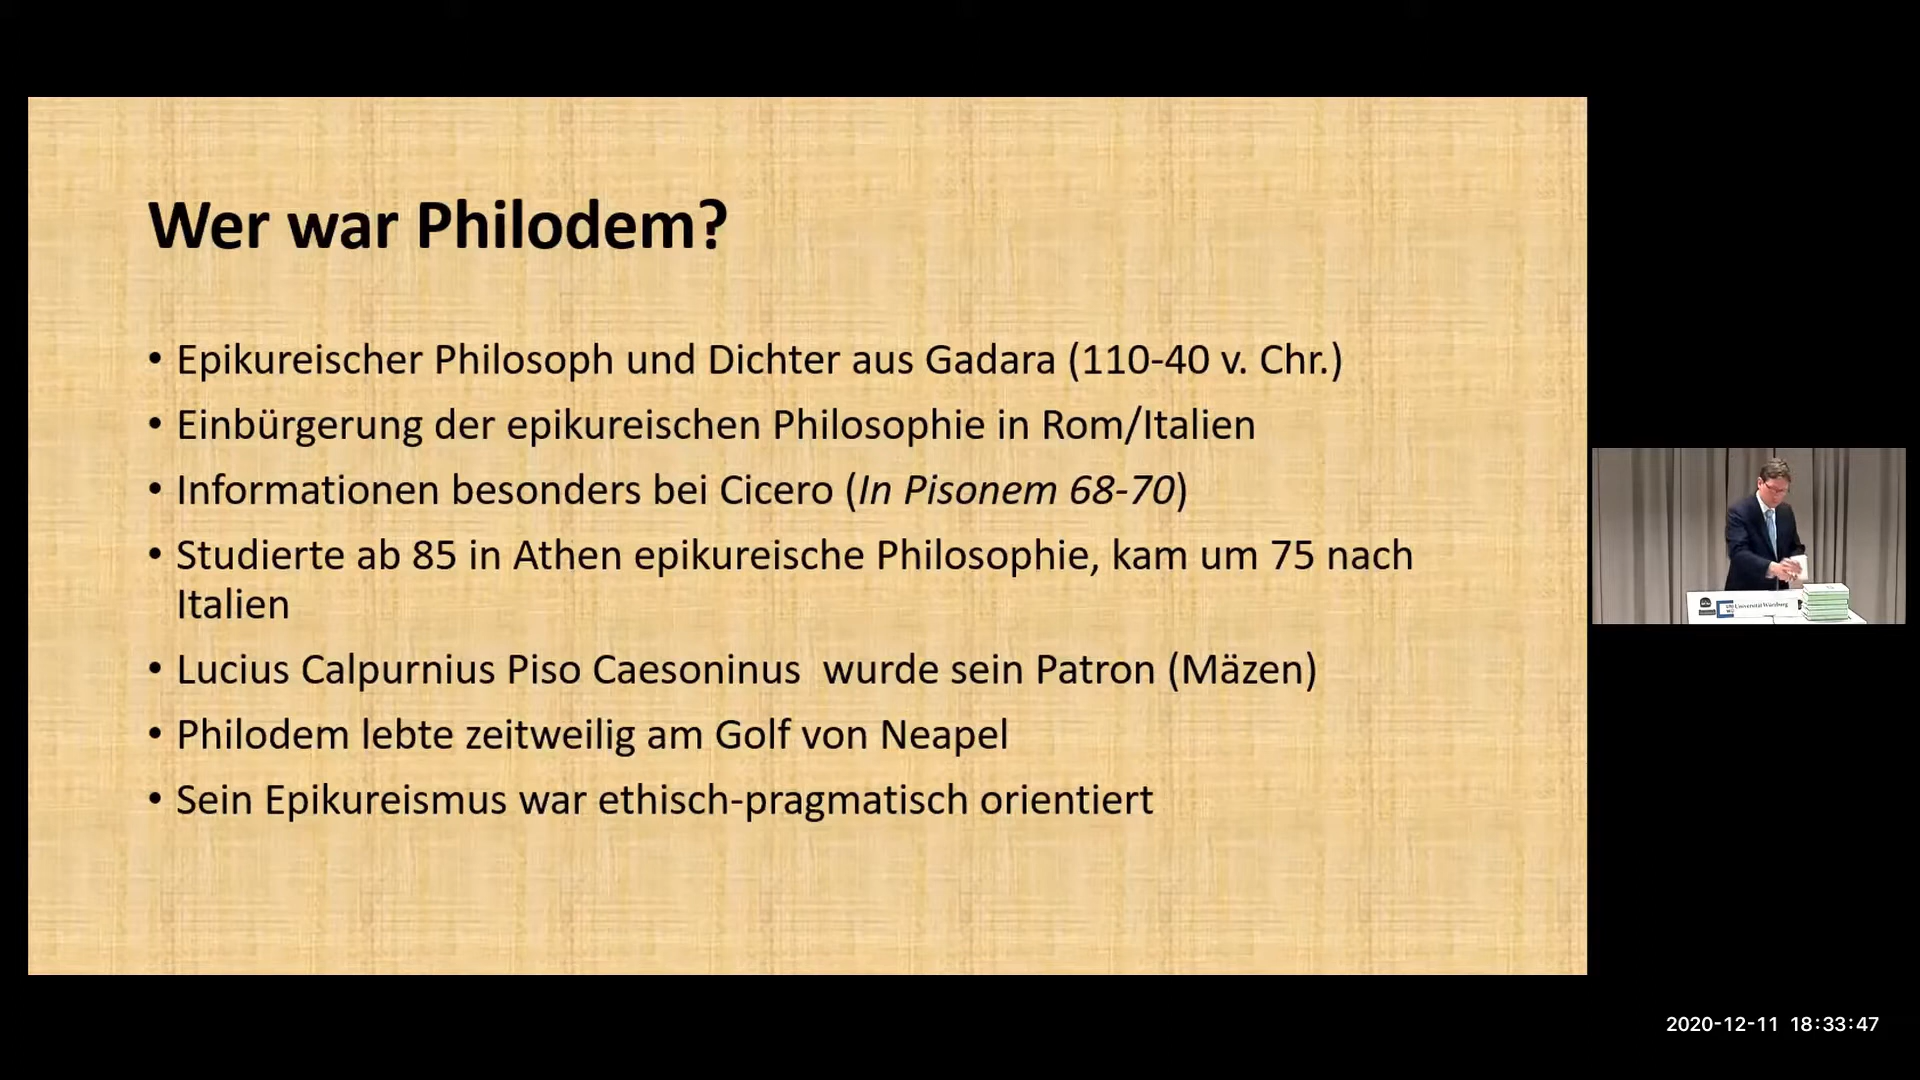 Wer war Philodem?
• Epikureischer Philosoph und Dichter aus Gadara (110-40 v. Chr.)
• Einbürgerung der epikureischen Philosophie in Rom/Italien
• Informationen besonders bei Cicero (In Pisonem 68-70)
• Studierte ab 85 in Athen epikureische Philosophie, kam um 75 nach
Italien
• Lucius Calpurnius Piso Caesoninus  wurde sein Patron (Mäzen)
• Philodem lebte zeitweilig am Golf von Neapel
• Sein Epikureismus war ethisch-pragmatisch orientiert
Universität Würzburg
2020-12-11 18:33:47